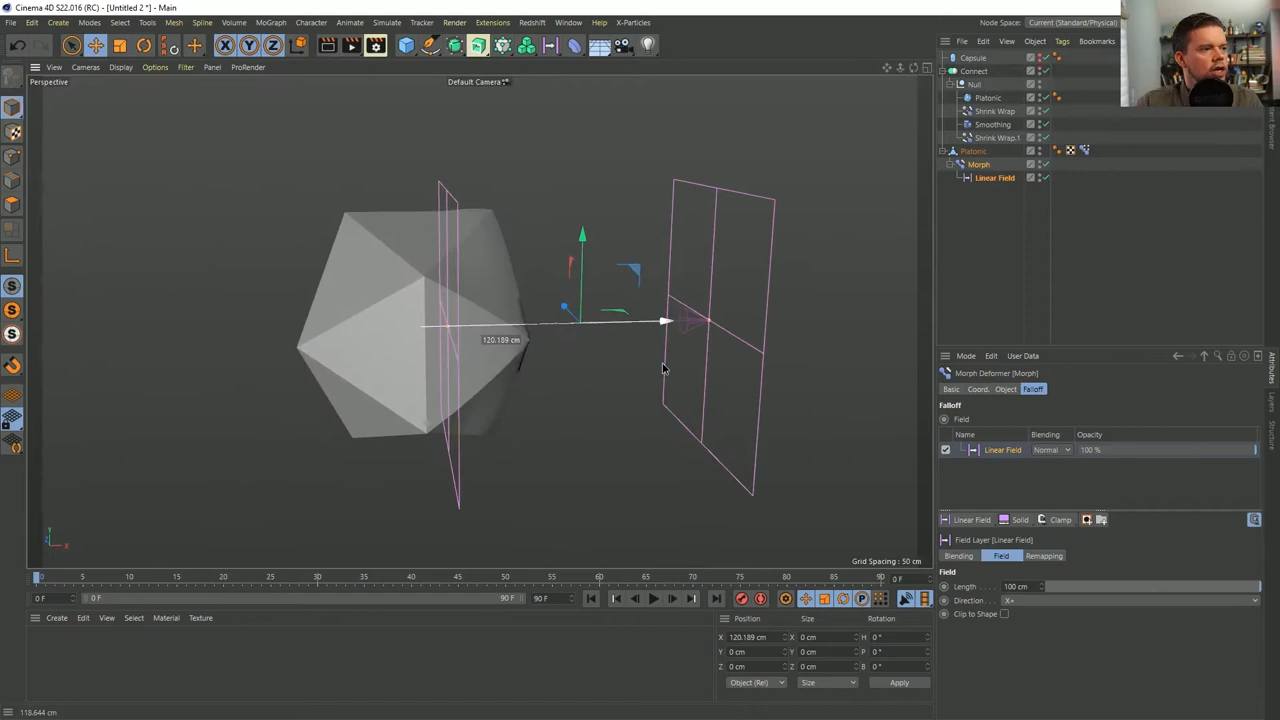 Cinema 4D S22.016 (RC) - [Untitled 2 *] - Main
File Edit Create Modes Select Tools Mesh Spline Volume MoGraph Character Animate Simulate Tracker Render Extensions Redshift Window Help X-Particles
Node Space: Current (Standard/Physical)
View Cameras Display Options Filter Panel ProRender
Perspective
Default Camera
120.189 cm
Grid Spacing : 50 cm
File Edit View Object Tags Bookmarks
Capsule
Connect
Null
Platonic
Shrink Wrap
Smoothing
Shrink Wrap.1
Platonic
Morph
Linear Field
Mode Edit User Data
Morph Deformer [Morph]
Basic Coord. Object Falloff
Falloff
Field
Name Blending Opacity
Linear Field Normal 100 %
Linear Field Solid Clamp
Field Layer [Linear Field]
Blending Field Remapping
Field
Length . . . . 100 cm
Direction . . . X+
Clip to Shape
Attributes
Layers
Structure
0 5 10 15 20 25 30 35 40 45 50 55 60 65 70 75 80 85 90 0 F
0 F 0 F 90 F 90 F
Create Edit View Select Material Texture
Position Size Rotation
X 120.189 cm X 0 cm H 0 °
Y 0 cm Y 0 cm P 0 °
Z 0 cm Z 0 cm B 0 °
Object (Rel) Size Apply
118.644 cm